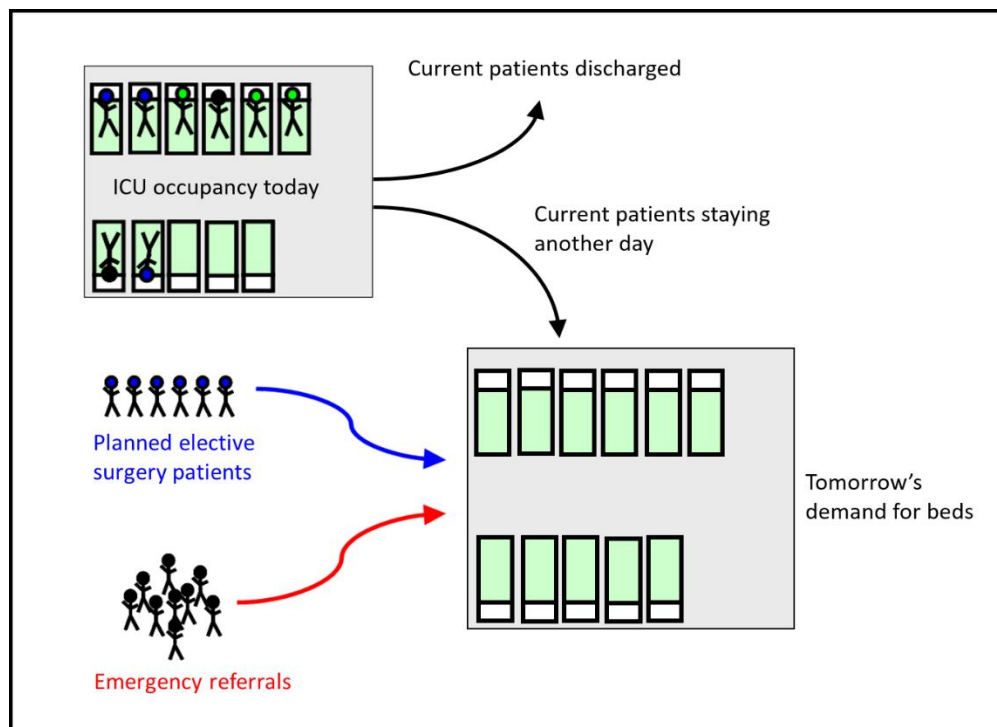 Current patients discharged
ICU occupancy today
Current patients staying
another day
Planned elective
surgery patients
Tomorrow’s
demand for beds
Emergency referrals